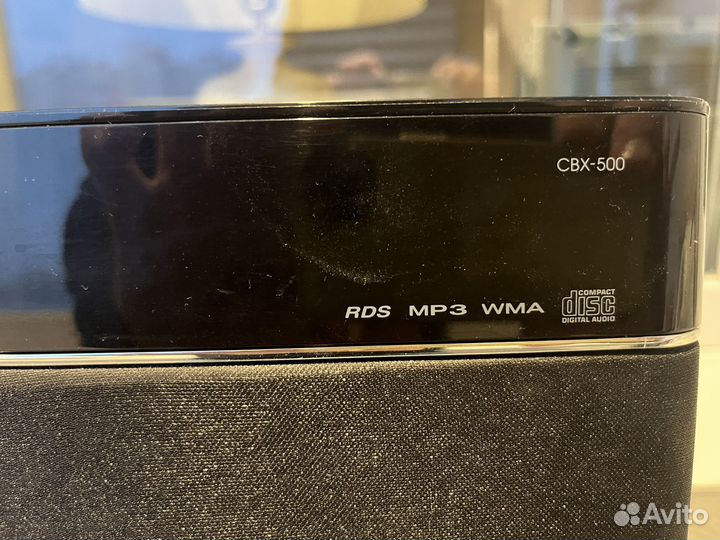 CBX-500
RDS MP3 WMA COMPACT disc DIGITAL AUDIO
Avito